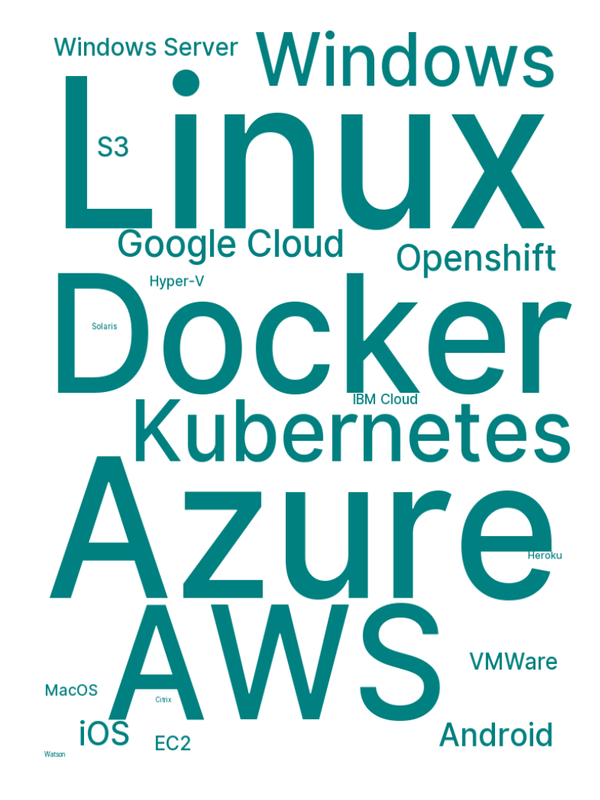 Windows Server
Windows
Linux
S3
Google Cloud
Openshift
Hyper-V
Docker
Solaris
IBM Cloud
Kubernetes
Azure
Heroku
AWS
VMWare
MacOS
Citrix
iOS
EC2
Android
Watson